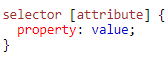 selector [attribute] {
  property: value;
}